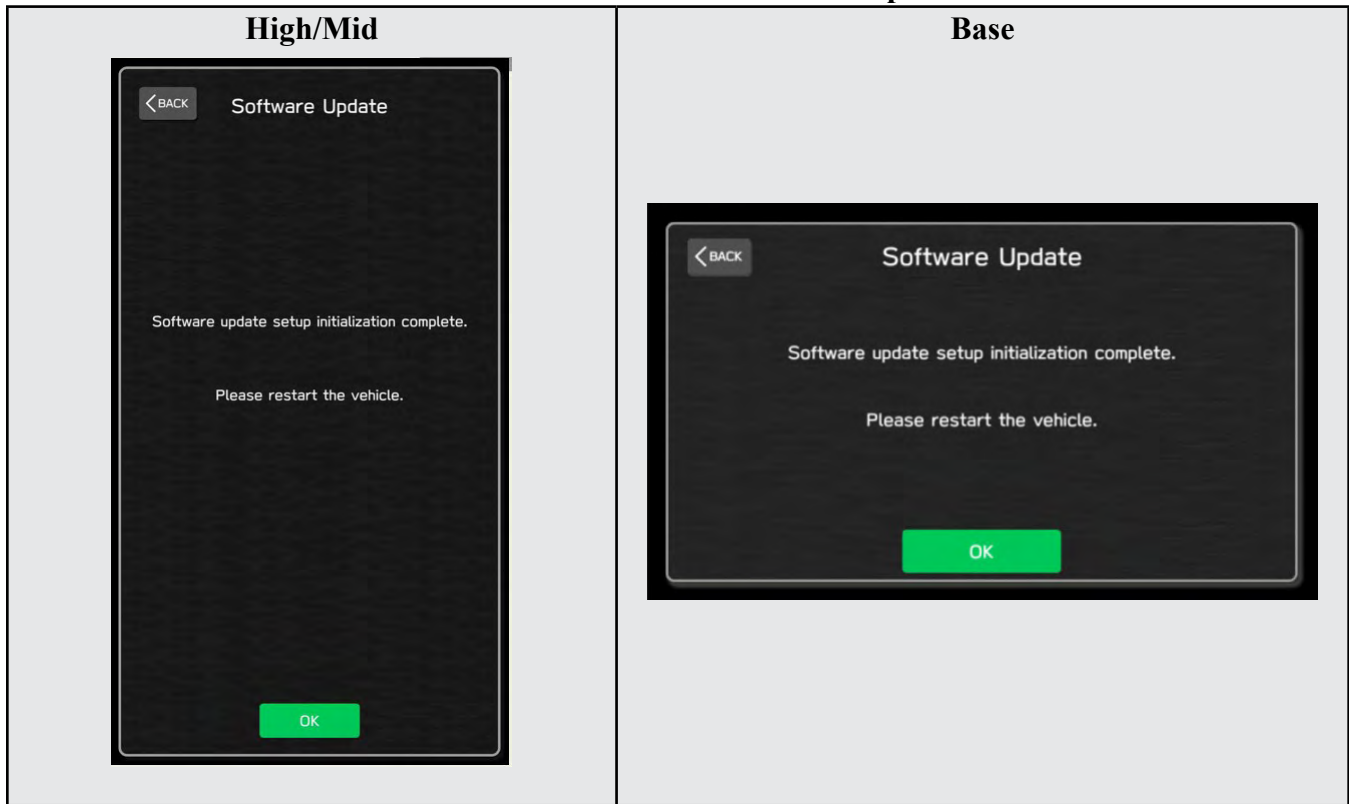 High/Mid
BACK
Software Update
Software update setup initialization complete.
Please restart the vehicle.
OK
Base
BACK
Software Update
Software update setup initialization complete.
Please restart the vehicle.
OK